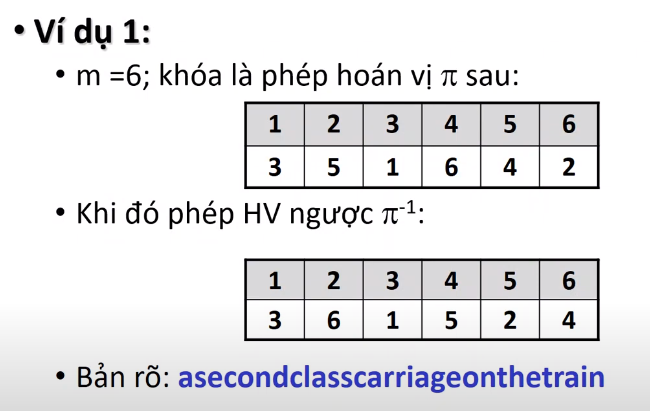 • Ví dụ 1:
• m =6; khóa là phép hoán vị π sau:
1 2 3 4 5 6
3 5 1 6 4 2
• Khi đó phép HV ngược π⁻¹:
1 2 3 4 5 6
3 6 1 5 2 4
• Bản rõ: asecondclasscarriageonthetrain